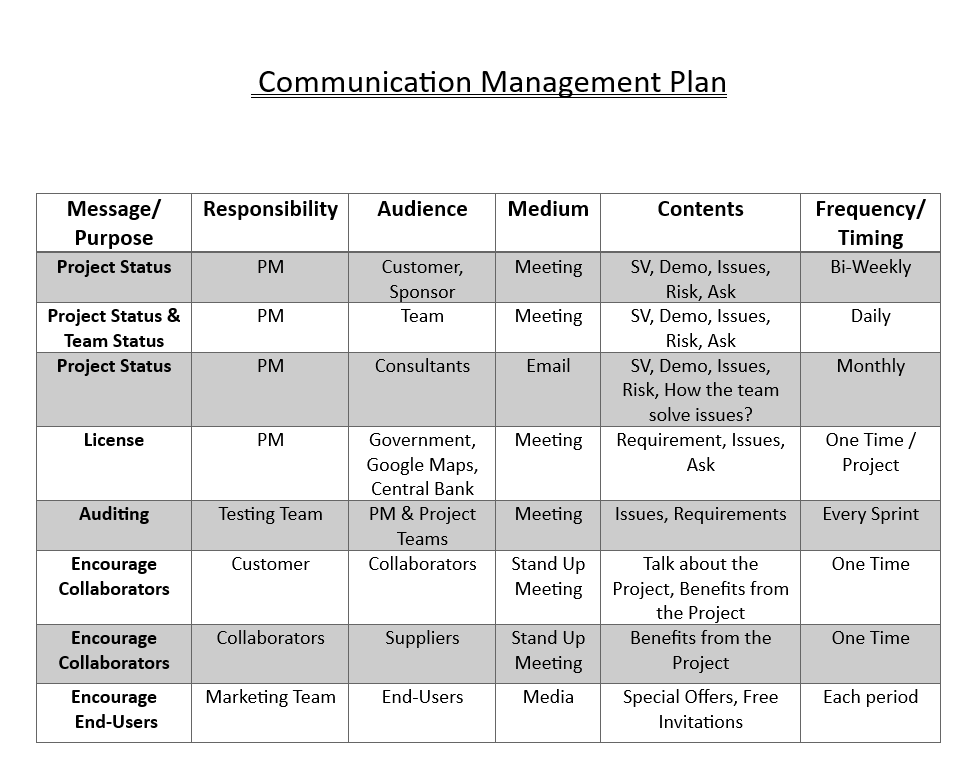 Communication Management Plan
Message/ Responsibility Audience Medium Contents Frequency/
Purpose Timing
Project Status PM Customer, Meeting SV, Demo, Issues, Bi-Weekly
Sponsor Risk, Ask
Project Status & PM Team Meeting SV, Demo, Issues, Daily
Team Status Risk, Ask
Project Status PM Consultants Email SV, Demo, Issues, Monthly
Risk, How the team
solve issues?
License PM Government, Meeting Requirement, Issues, One Time /
Google Maps, Ask Project
Central Bank
Auditing Testing Team PM & Project Meeting Issues, Requirements Every Sprint
Teams
Encourage Customer Collaborators Stand Up Talk about the One Time
Collaborators Meeting Project, Benefits from
the Project
Encourage Collaborators Suppliers Stand Up Benefits from the One Time
Collaborators Meeting Project
Encourage Marketing Team End-Users Media Special Offers, Free Each period
End-Users Invitations